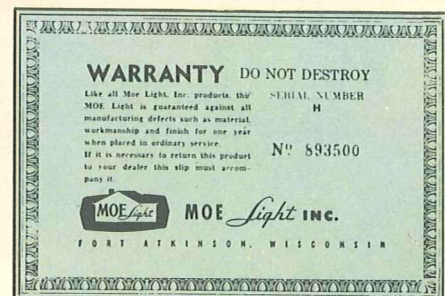 WARRANTY DO NOT DESTROY
Like all Moe Light, Inc. products, this
MOE Light is guaranteed against all
manufacturing defects such as material,
workmanship and finish for one year
when placed in ordinary service.
If it is necessary to return this product
to your dealer this slip must accom-
pany it.
SERIAL NUMBER
H
Nº 893500
MOE Light
MOE Light INC.
FORT ATKINSON, WISCONSIN